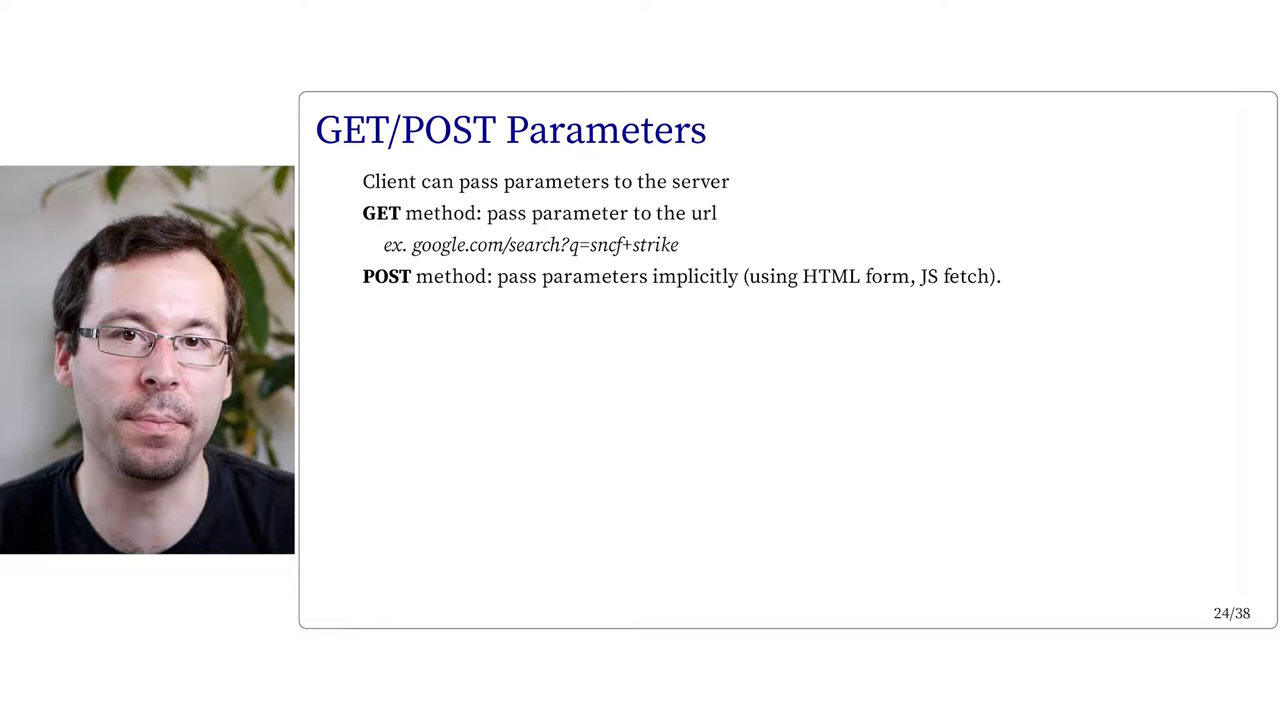 GET/POST Parameters
Client can pass parameters to the server
GET method: pass parameter to the url
ex. google.com/search?q=sncf+strike
POST method: pass parameters implicitly (using HTML form, JS fetch).
24/38